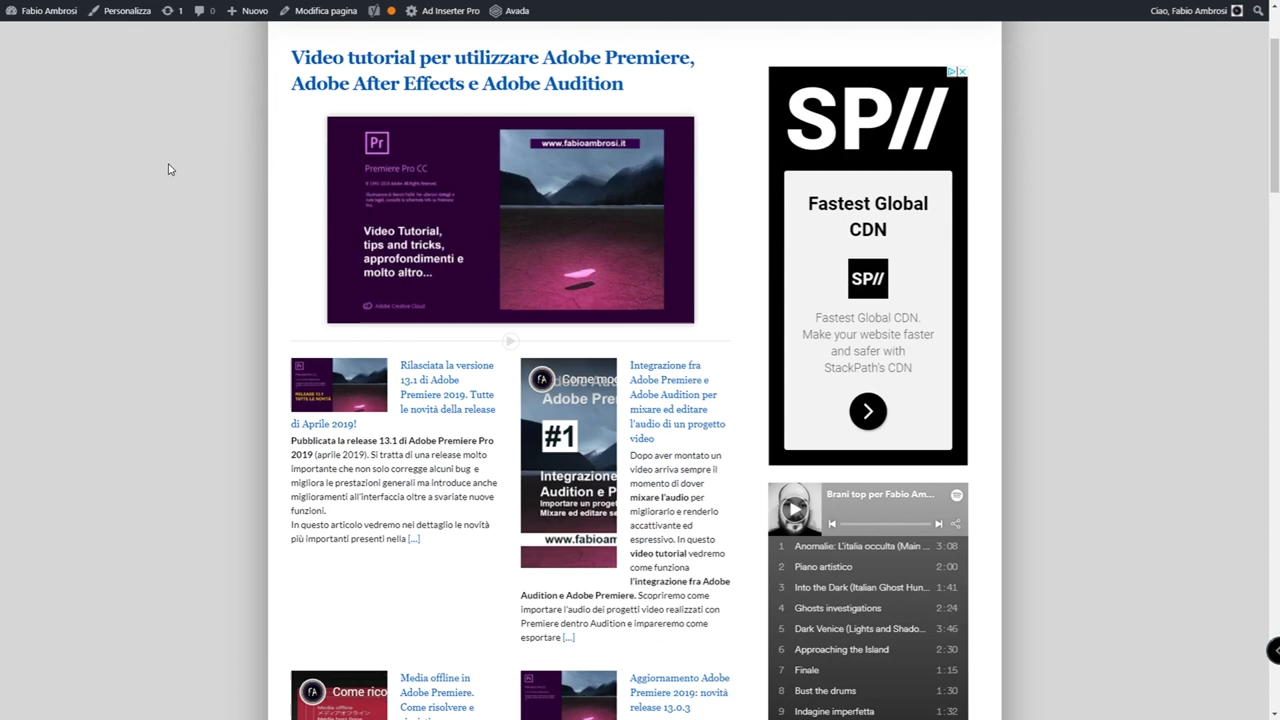 Fabio Ambrosi Personalizza 1 0 Nuovo Modifica pagina Ad Inserter Pro Avada Ciao, Fabio Ambrosi
Video tutorial per utilizzare Adobe Premiere,
Adobe After Effects e Adobe Audition
Pr
Premiere Pro CC
Video Tutorial,
tips and tricks,
approfondimenti e
molto altro...
Adobe Creative Cloud
www.fabioambrosi.it
Rilasciata la versione
13.1 di Adobe
Premiere 2019. Tutte
le novità della release
di Aprile 2019!
Pubblicata la release 13.1 di Adobe Premiere Pro
2019 (aprile 2019). Si tratta di una release molto
importante che non solo corregge alcuni bug e
migliora le prestazioni generali ma introduce anche
miglioramenti all'interfaccia oltre a svariate nuove
funzioni.
In questo articolo vedremo nel dettaglio le novità
più importanti presenti nella [...]
Adobe Pre
#1
Integrazione
Audition e P
Importare un proge
Mixare ed editare s
www.fabioam
Integrazione fra
Adobe Premiere e
Adobe Audition per
mixare ed editare
l'audio di un progetto
video
Dopo aver montato un
video arriva sempre il
momento di dover
mixare l'audio per
migliorarlo e renderlo
accattivante ed
espressivo. In questo
video tutorial vedremo
come funziona
l'integrazione fra Adobe
Audition e Adobe Premiere. Scopriremo come
importare l'audio dei progetti video realizzati con
Premiere dentro Audition e impareremo come
esportare [...]
Come rico
Media offline
Media offline in
Adobe Premiere.
Come risolvere e
Aggiornamento Adobe
Premiere 2019: novità
release 13.0.3
SP//
Fastest Global
CDN
SP//
Fastest Global CDN.
Make your website faster
and safer with
StackPath's CDN
Brani top per Fabio Am...
1 Anomalie: L'italia occulta (Main ... 3:08
2 Piano artistico 2:00
3 Into the Dark (Italian Ghost Hun... 1:41
4 Ghosts investigations 2:24
5 Dark Venice (Lights and Shado... 3:46
6 Approaching the Island 2:30
7 Finale 1:15
8 Bust the drums 1:30
9 Indagine imperfetta 1:32